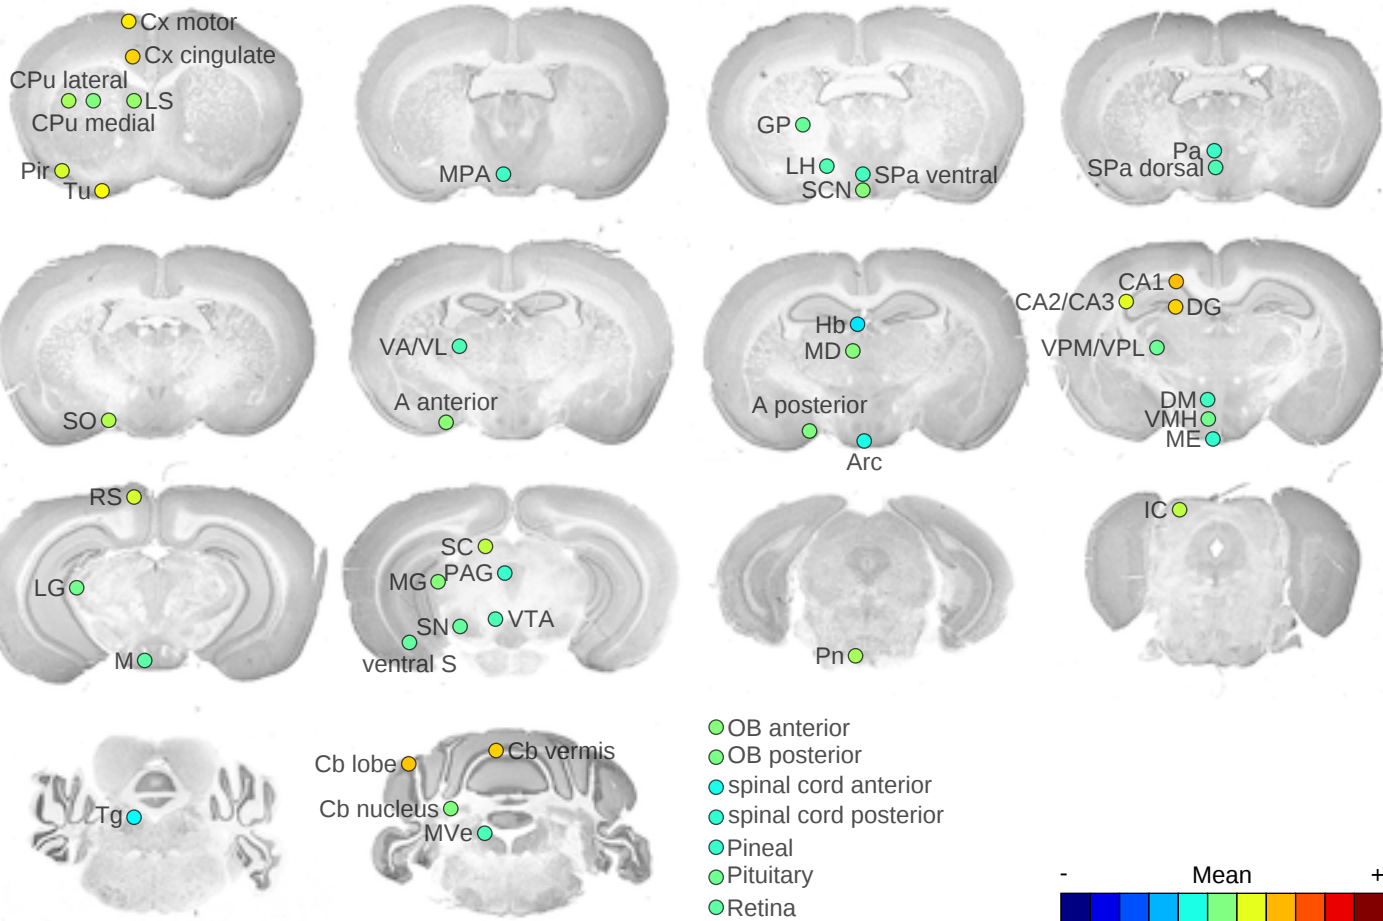 Cx motor
Cx cingulate
CPu lateral
LS
CPu medial
Pir
Tu
MPA
GP
LH
SPa ventral
SCN
Pa
SPa dorsal
SO
VA/VL
A anterior
Hb
MD
A posterior
Arc
CA1
CA2/CA3
DG
VPM/VPL
DM
VMH
ME
RS
LG
M
SC
PAG
MG
SN
VTA
ventral S
Pn
IC
Tg
Cb lobe
Cb vermis
Cb nucleus
MVe
OB anterior
OB posterior
spinal cord anterior
spinal cord posterior
Pineal
Pituitary
Retina
- Mean +